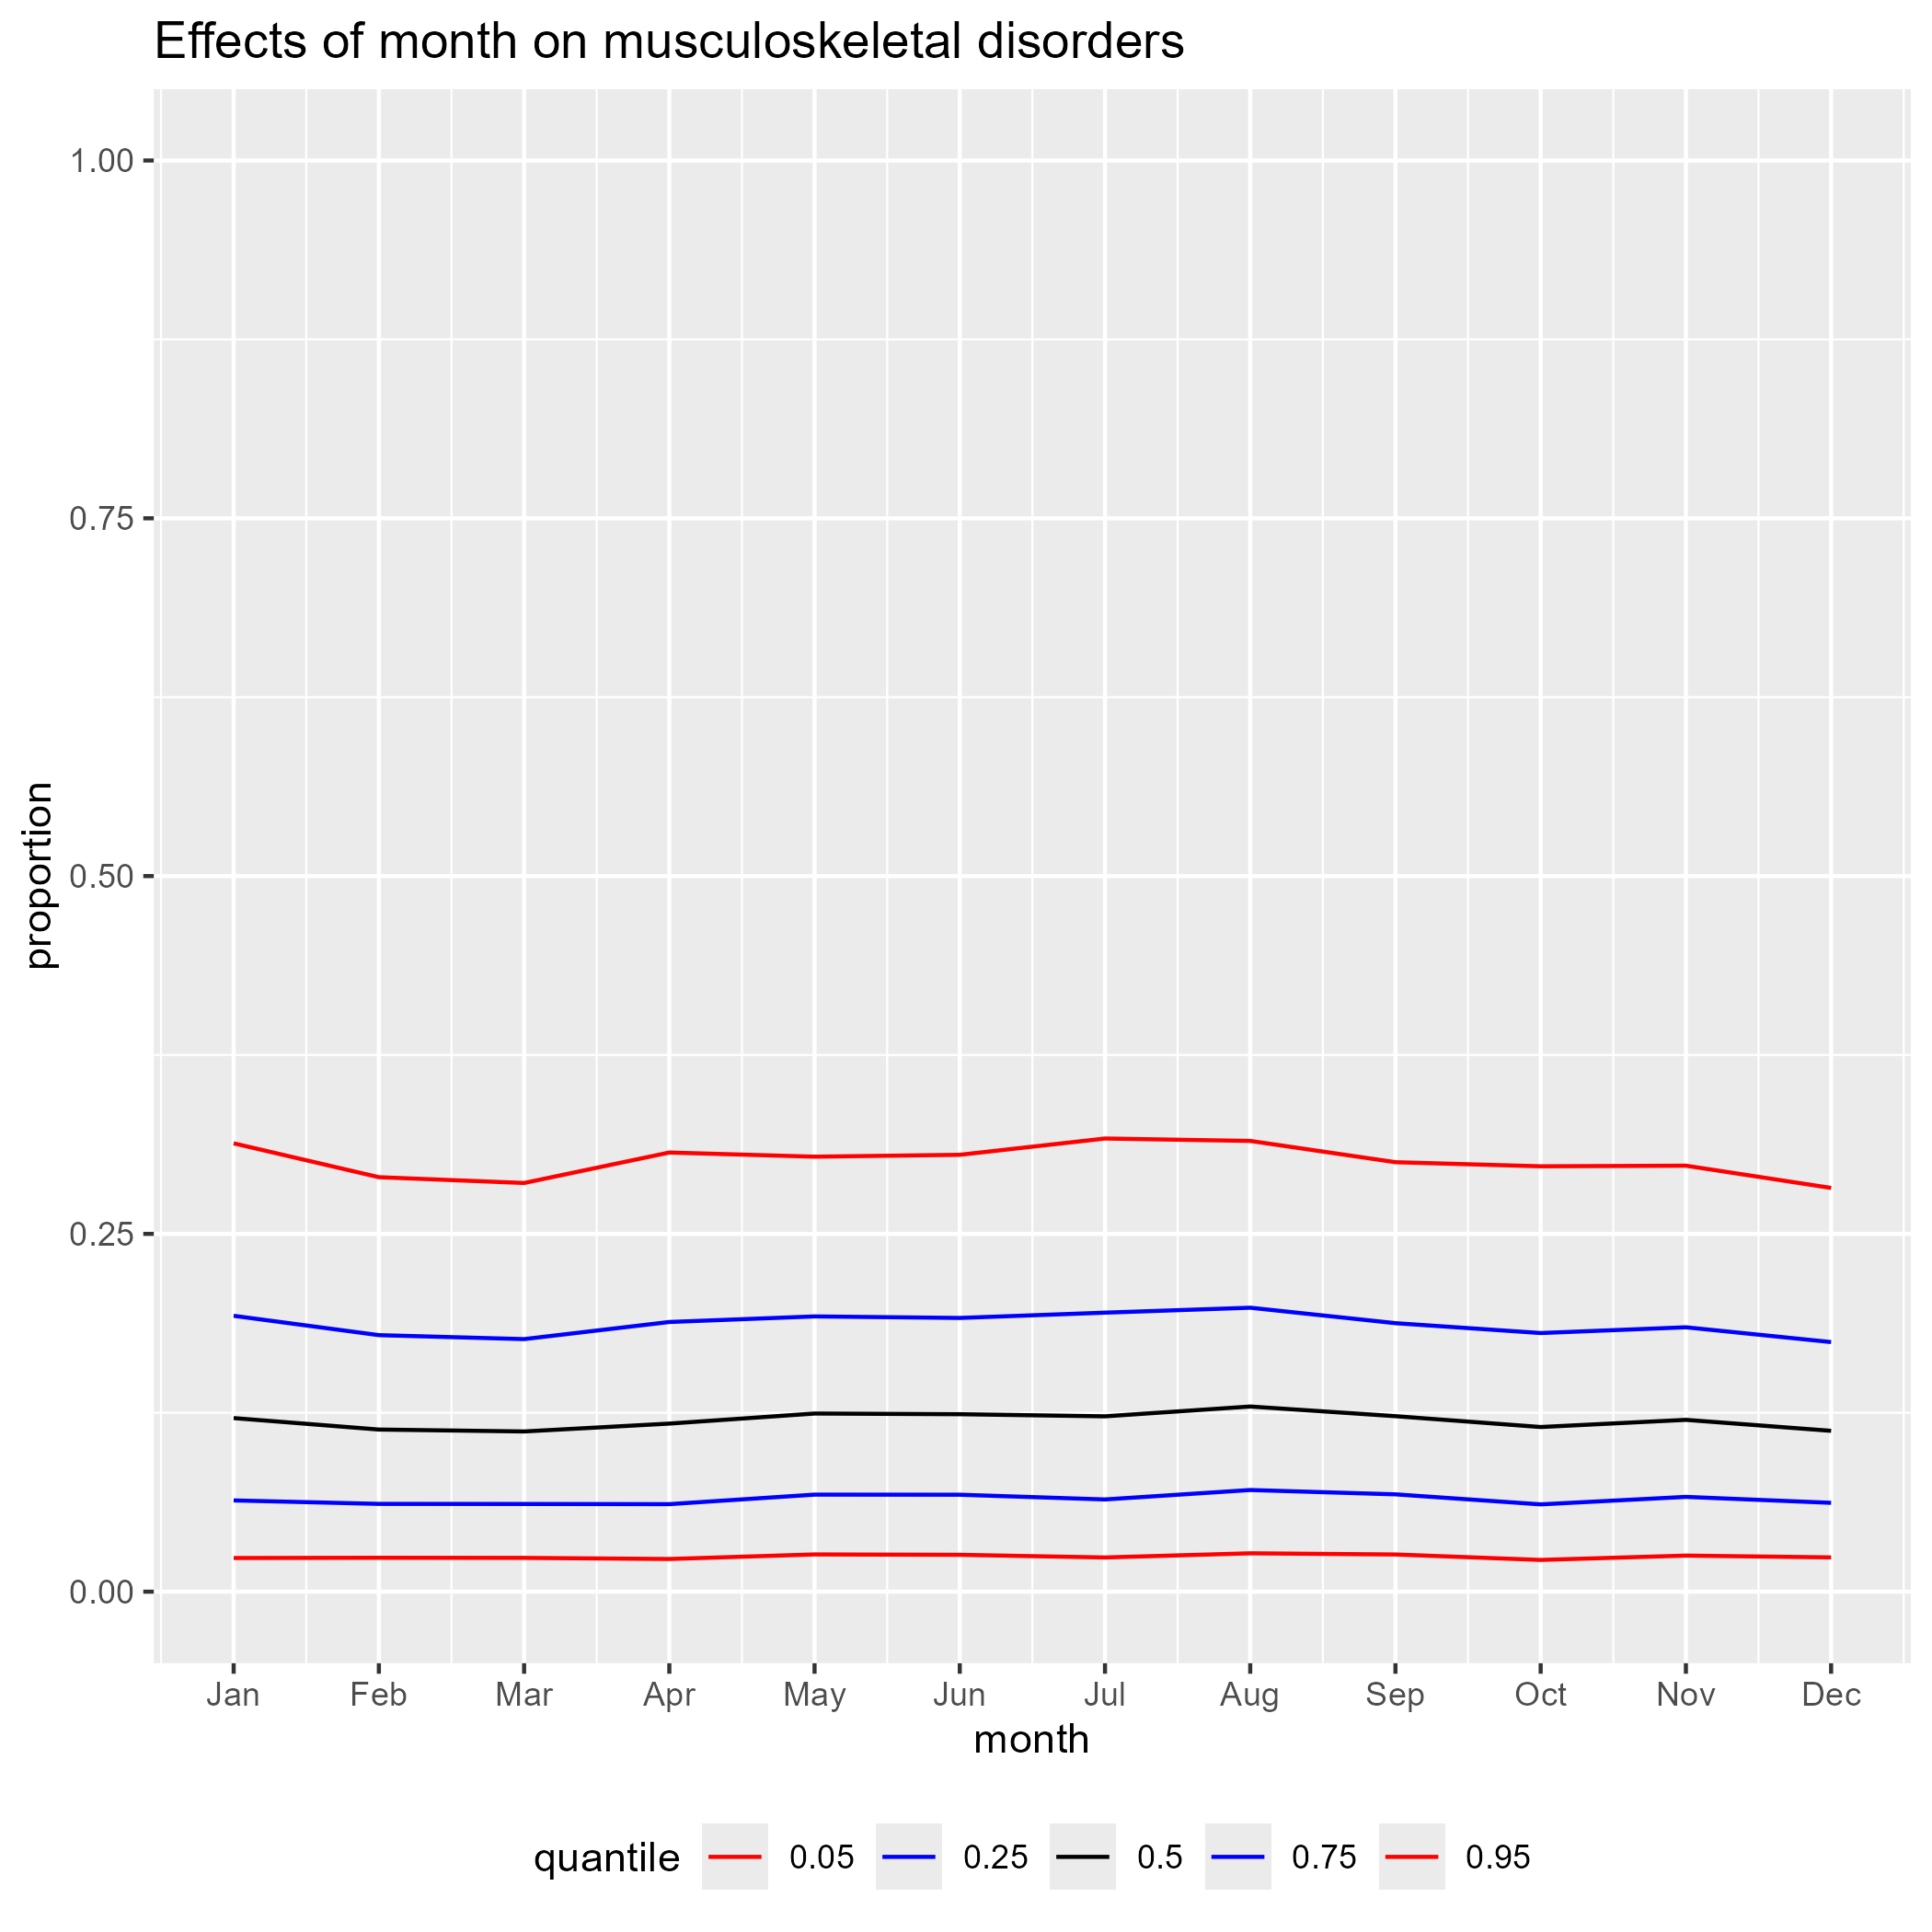 Effects of month on musculoskeletal disorders
1.00
0.75
0.50
0.25
0.00
proportion
Jan Feb Mar Apr May Jun Jul Aug Sep Oct Nov Dec
month
quantile 0.05 0.25 0.5 0.75 0.95